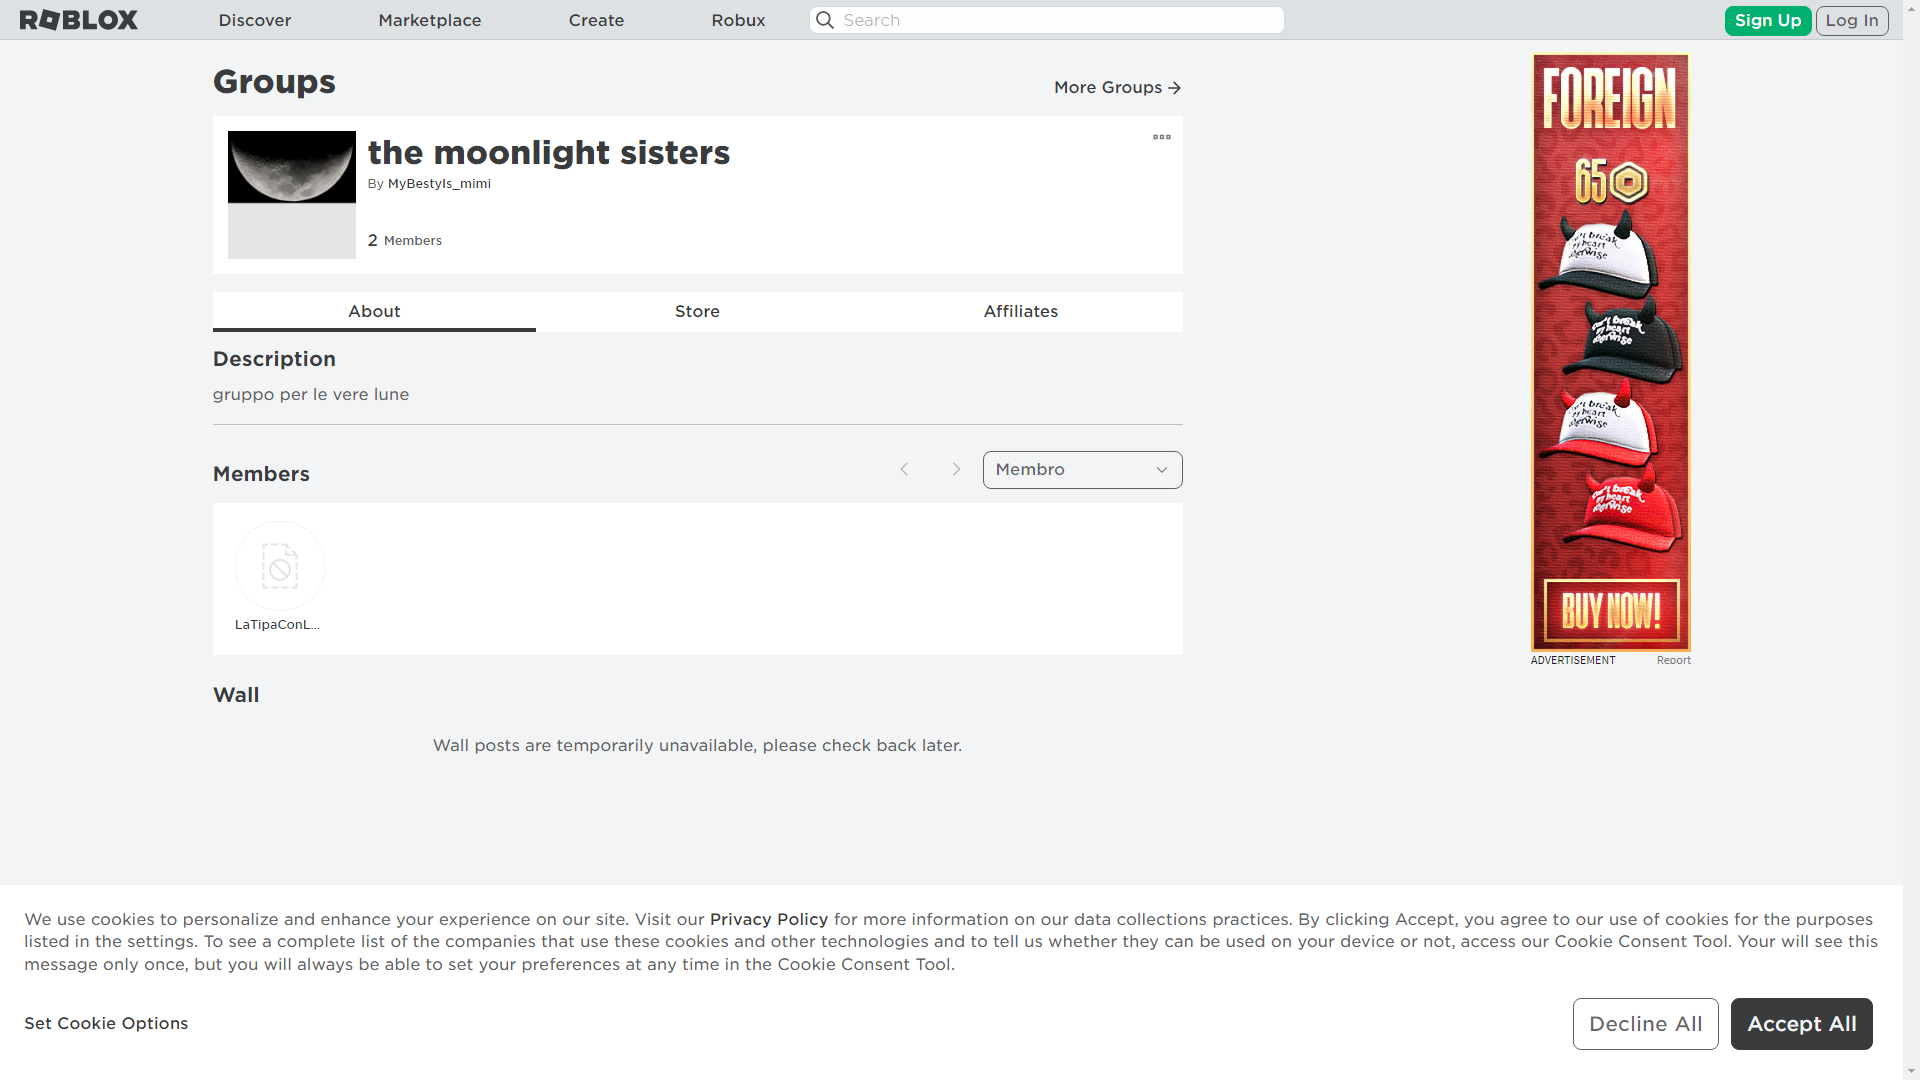 ROBLOX
Discover
Marketplace
Create
Robux
Search
Sign Up
Log In
Groups
More Groups
the moonlight sisters
By MyBestyIs_mimi
2 Members
About
Store
Affiliates
Description
gruppo per le vere lune
Members
Membro
LaTipaConL...
Wall
Wall posts are temporarily unavailable, please check back later.
FOREIGN
65
BUY NOW!
ADVERTISEMENT
Report
We use cookies to personalize and enhance your experience on our site. Visit our Privacy Policy for more information on our data collections practices. By clicking Accept, you agree to our use of cookies for the purposes
listed in the settings. To see a complete list of the companies that use these cookies and other technologies and to tell us whether they can be used on your device or not, access our Cookie Consent Tool. Your will see this
message only once, but you will always be able to set your preferences at any time in the Cookie Consent Tool.
Set Cookie Options
Decline All
Accept All